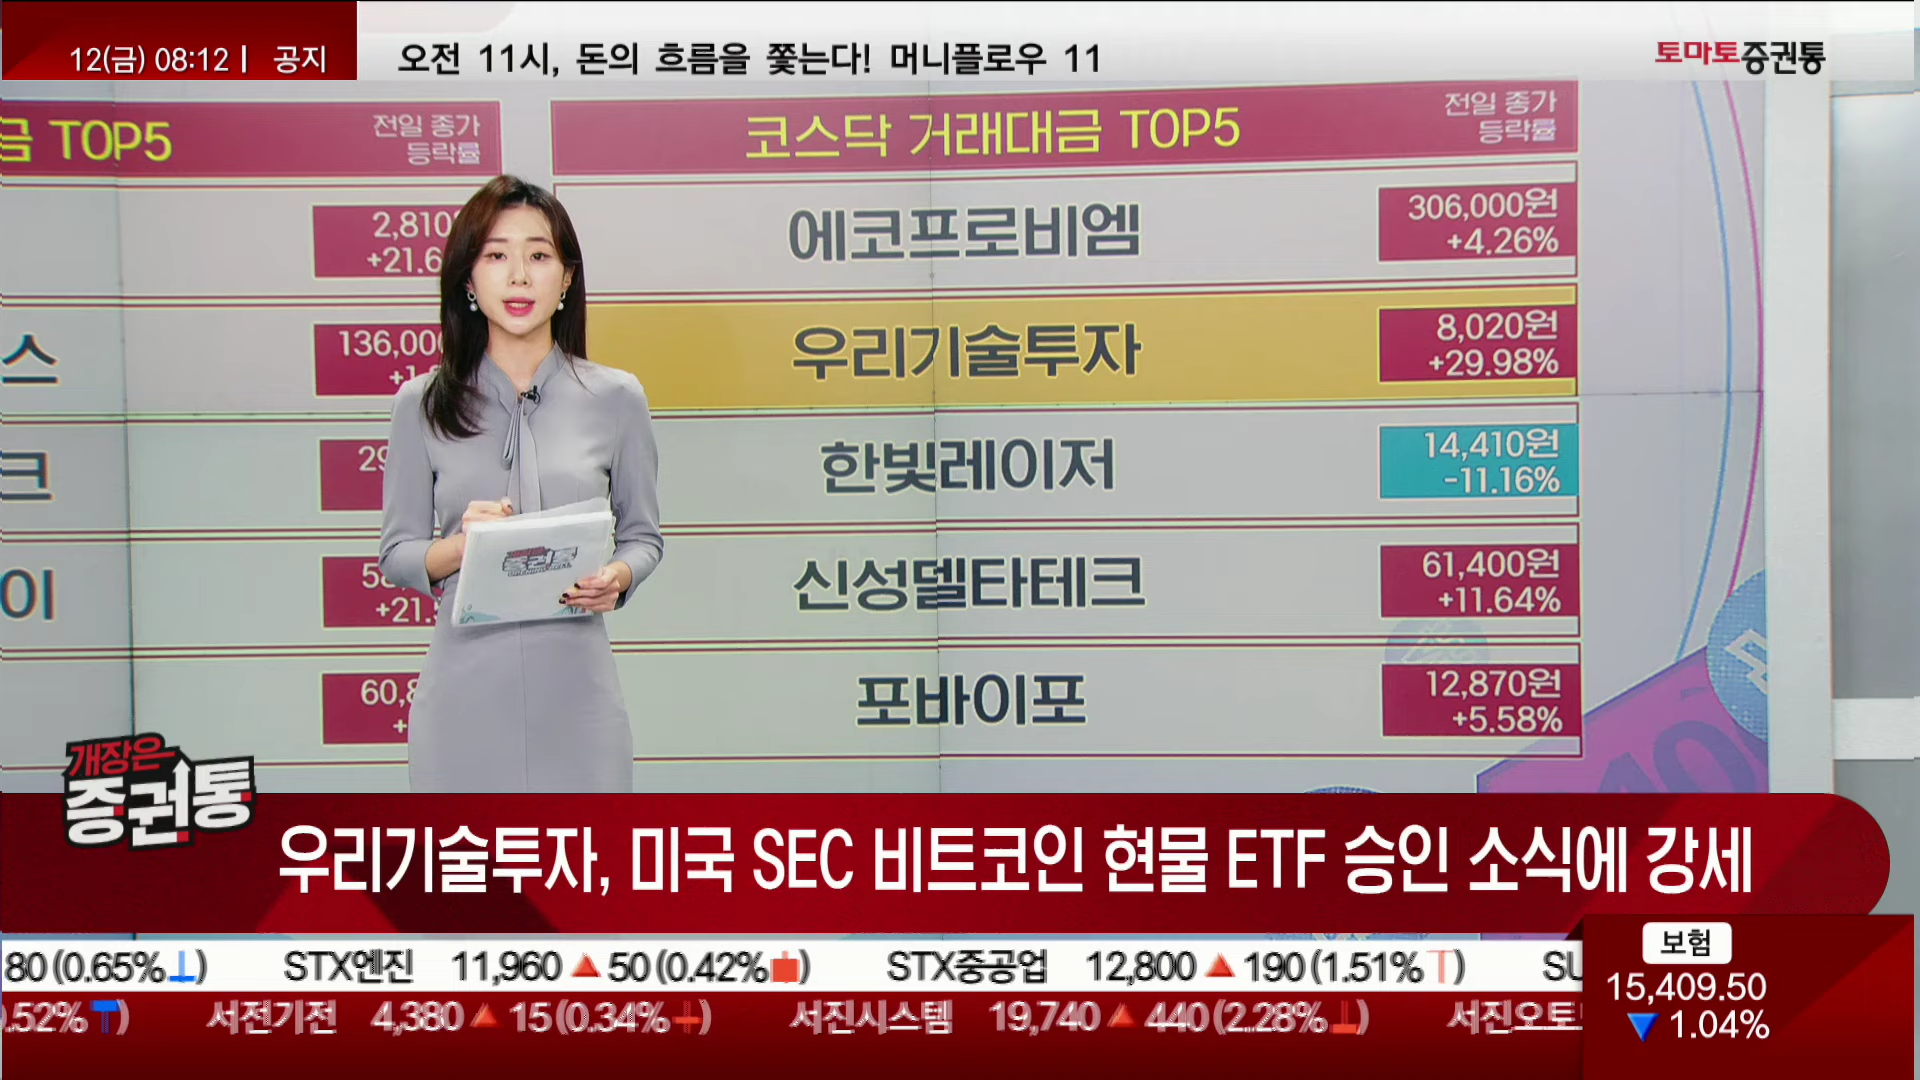 12(금) 08:12 | 공지
오전 11시, 돈의 흐름을 쫓는다! 머니플로우 11
토마토증권통
금 TOP5
전일 종가
등락률
2,810
+21.6
스
136,00
+1
크
29
이
58
+21.
60,8
+
코스닥 거래대금 TOP5
전일 종가
등락률
에코프로비엠
306,000원
+4.26%
우리기술투자
8,020원
+29.98%
한빛레이저
14,410원
-11.16%
신성델타테크
61,400원
+11.64%
포바이포
12,870원
+5.58%
증권통
개장은
증권통
우리기술투자, 미국 SEC 비트코인 현물 ETF 승인 소식에 강세
80(0.65%↓) STX엔진 11,960 ▲50(0.42%) STX중공업 12,800 ▲190(1.51%) SU
.52% ) 서전기전 4,380 ▲15(0.34%) 서진시스템 19,740 ▲440(2.28%) 서진오토
보험
15,409.50
▼1.04%